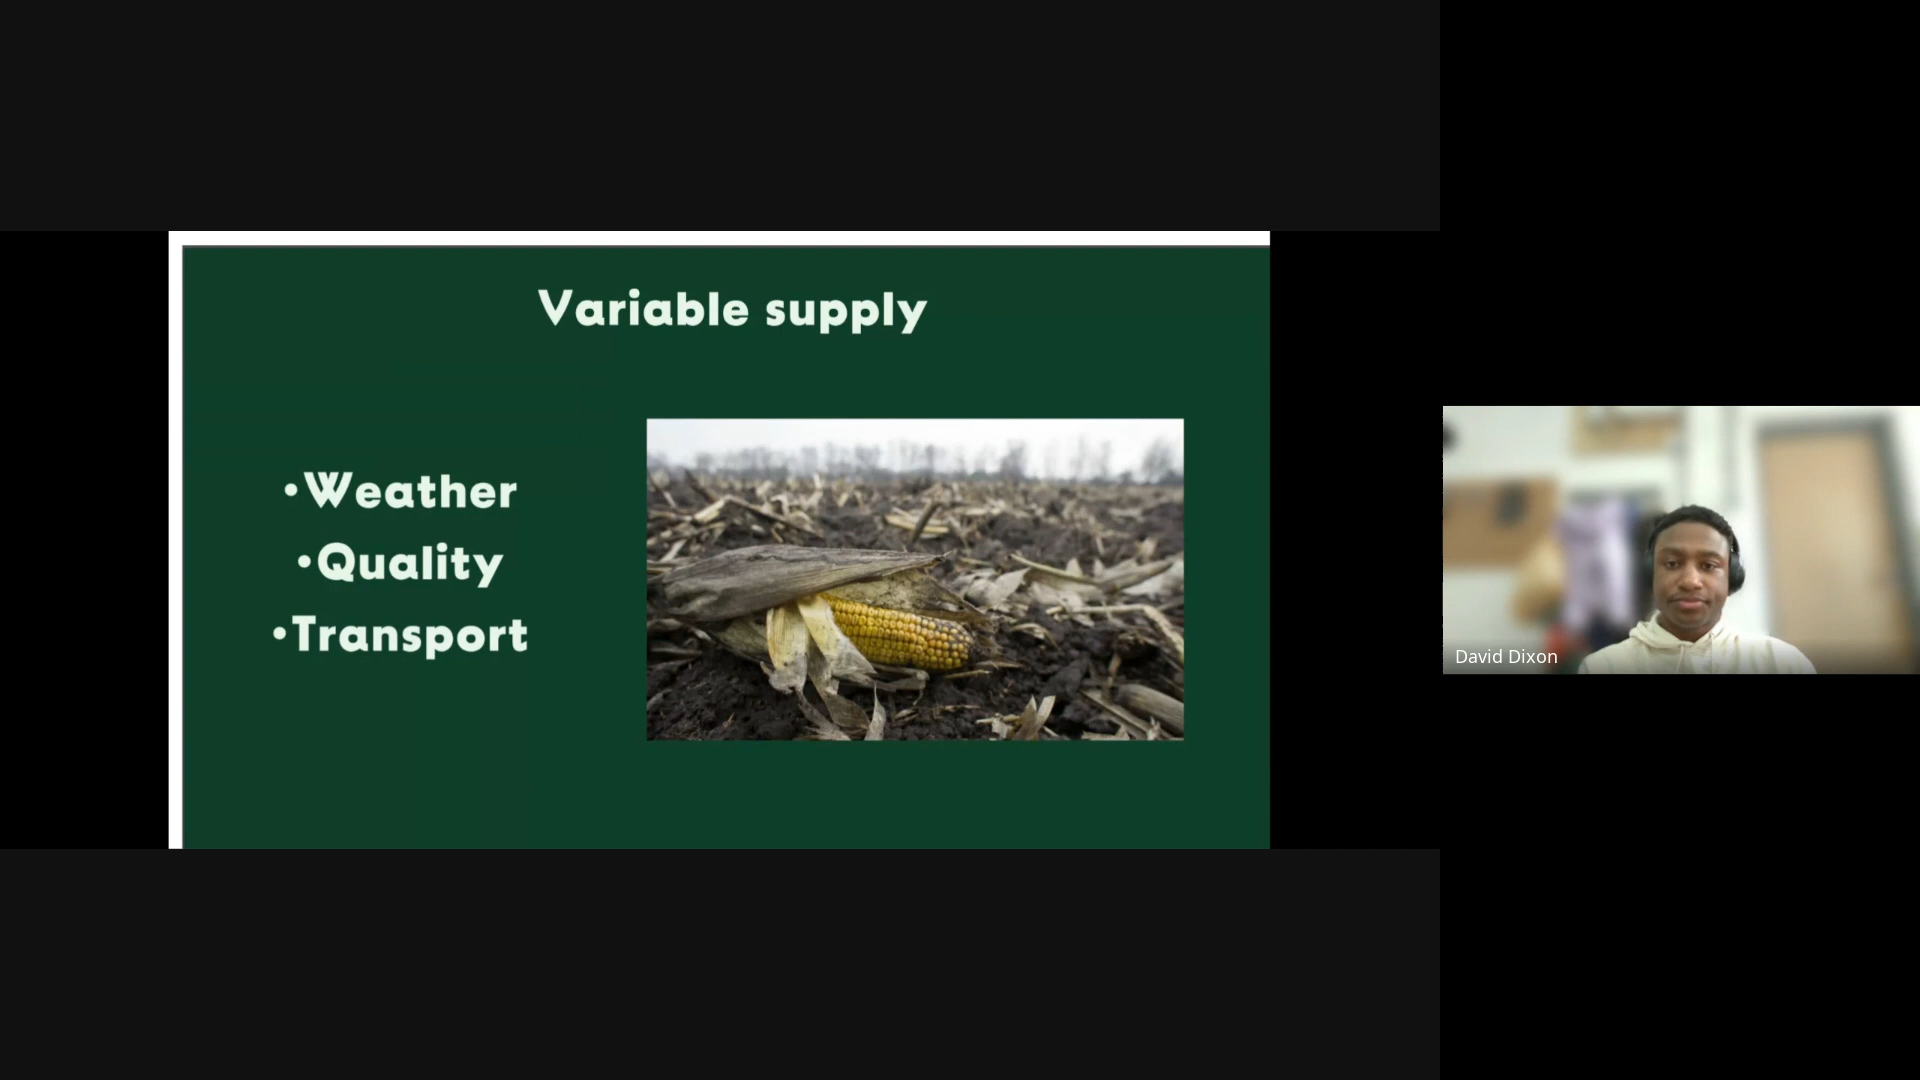 Variable supply
•Weather
•Quality
•Transport
David Dixon